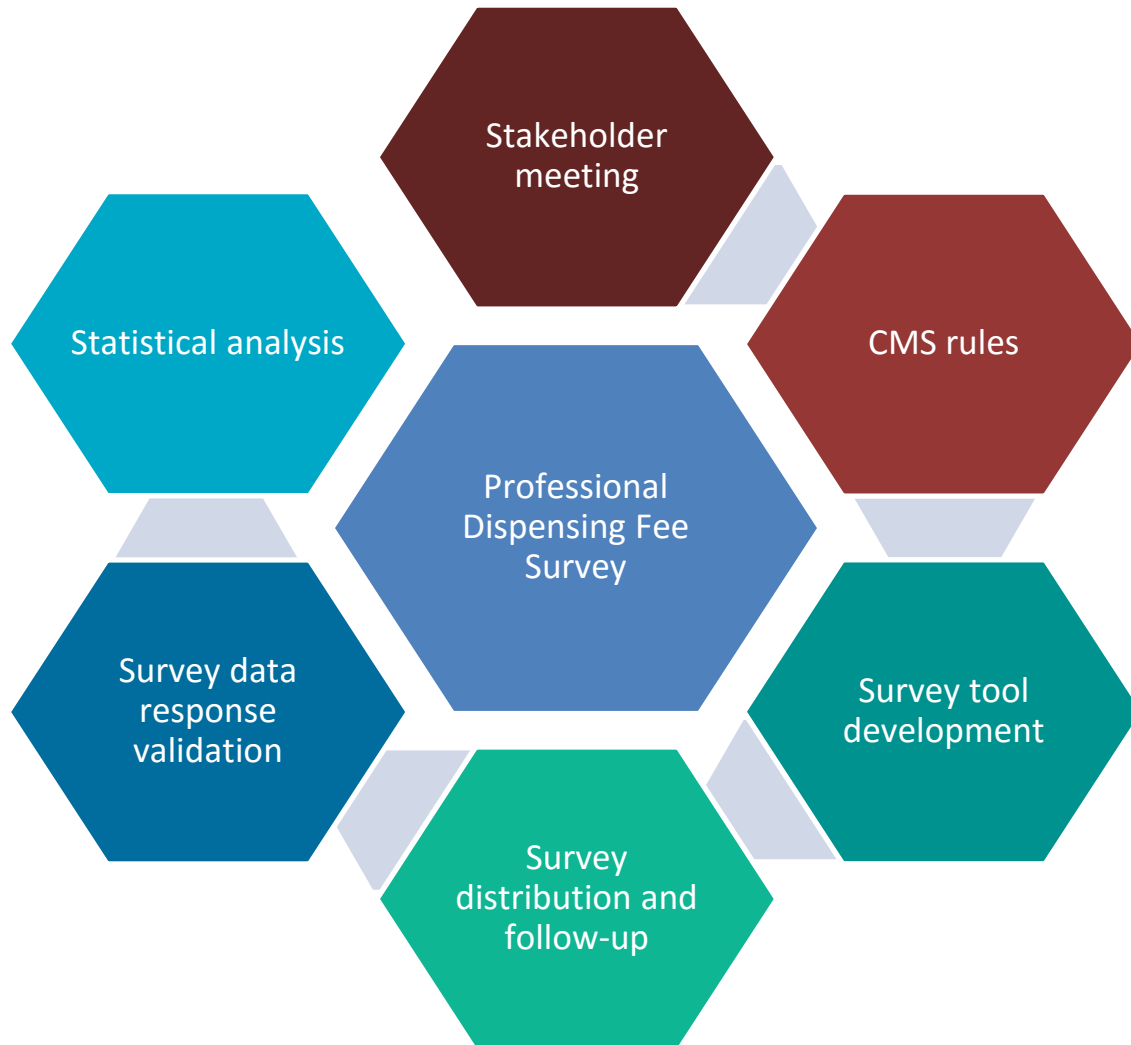 Stakeholder
meeting
CMS rules
Survey tool
development
Survey
distribution and
follow-up
Survey data
response
validation
Statistical analysis
Professional
Dispensing Fee
Survey